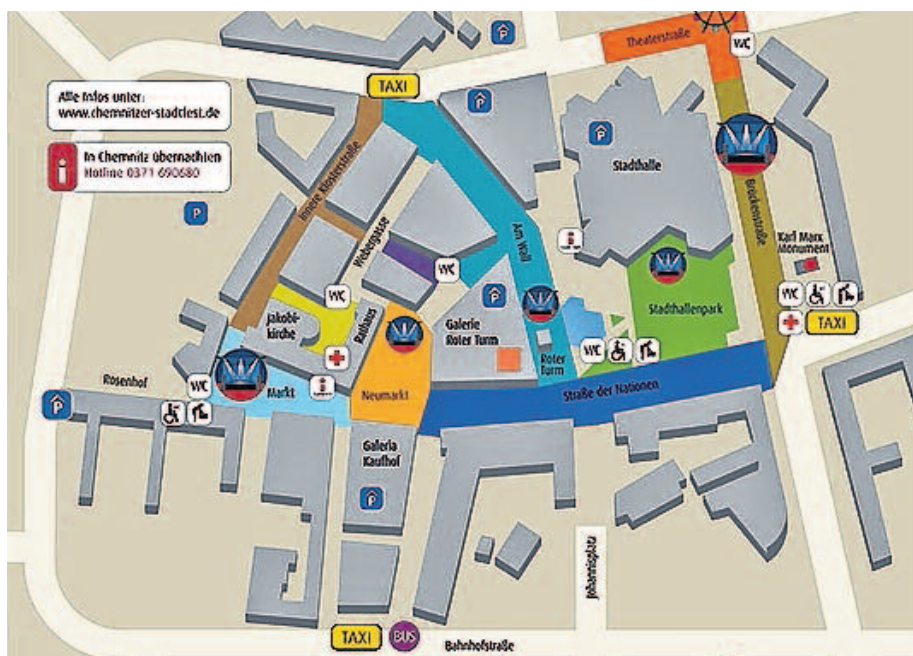 Theaterstraße
WC
TAXI
P
P
Alle Infos unter:
www.chemnitzer-stadtfest.de
P
Stadthalle
i
In Chemnitz übernachten
Hotline 0371 690680
Innere Klosterstraße
P
Brückenstraße
Webergasse
Am Wall
Karl Marx
Monument
i
WC
WC
P
WC
Stadthallenpark
Jakobi-
kirche
Rathaus
Galerie
Roter Turm
TAXI
WC
Roter
Turm
Rosenhof
WC
Markt
i
Neumarkt
Straße der Nationen
P
Galeria
Kaufhof
P
Johannisplatz
TAXI
BUS
Bahnhofstraße